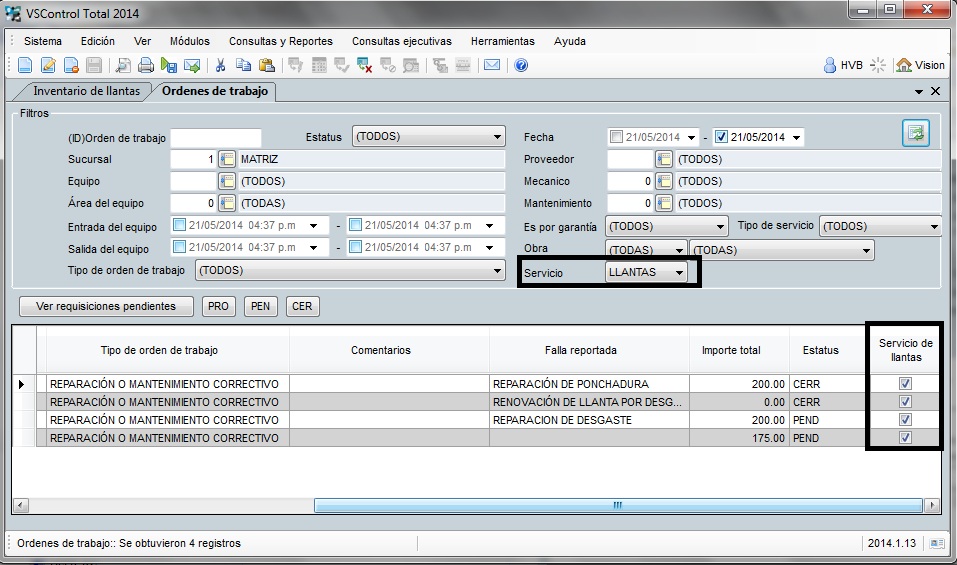 VSControl Total 2014
Sistema Edición Ver Módulos Consultas y Reportes Consultas ejecutivas Herramientas Ayuda
HVB Vision
Inventario de llantas Ordenes de trabajo
Filtros
(ID)Orden de trabajo Estatus (TODOS) Fecha 21/05/2014 - 21/05/2014
Sucursal 1 MATRIZ Proveedor (TODOS)
Equipo (TODOS) Mecanico 0 (TODOS)
Área del equipo 0 (TODAS) Mantenimiento 0 (TODOS)
Entrada del equipo 21/05/2014 04:37 p.m - 21/05/2014 04:37 p.m Es por garantía (TODOS) Tipo de servicio (TODOS)
Salida del equipo 21/05/2014 04:37 p.m - 21/05/2014 04:37 p.m Obra (TODAS) (TODAS)
Tipo de orden de trabajo (TODOS) Servicio LLANTAS
Ver requisiciones pendientes PRO PEN CER
Tipo de orden de trabajo Comentarios Falla reportada Importe total Estatus Servicio de
llantas
REPARACIÓN O MANTENIMIENTO CORRECTIVO REPARACIÓN DE PONCHADURA 200.00 CERR
REPARACIÓN O MANTENIMIENTO CORRECTIVO RENOVACIÓN DE LLANTA POR DESG... 0.00 CERR
REPARACIÓN O MANTENIMIENTO CORRECTIVO REPARACION DE DESGASTE 200.00 PEND
REPARACIÓN O MANTENIMIENTO CORRECTIVO 175.00 PEND
Ordenes de trabajo:: Se obtuvieron 4 registros 2014.1.13